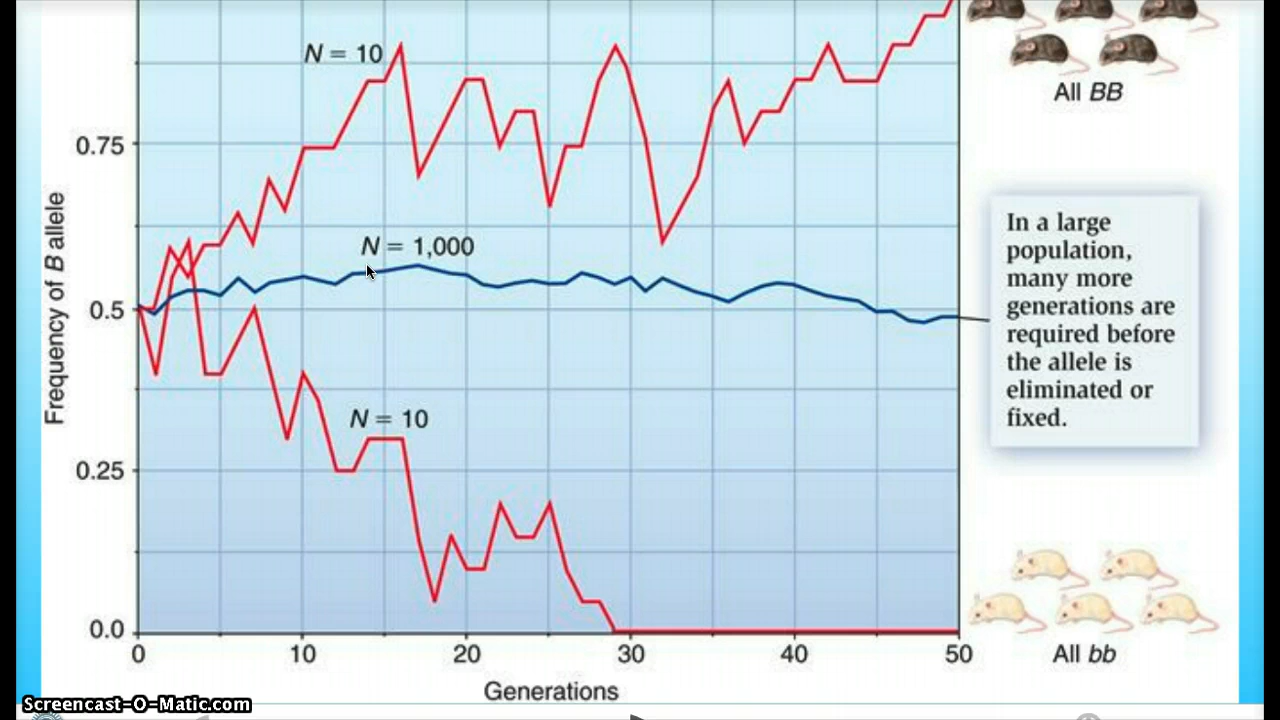 N = 10
All BB
0.75
In a large
population,
many more
generations are
required before
the allele is
eliminated or
fixed.
Frequency of B allele
N = 1,000
0.5
N = 10
0.25
0.0
All bb
0 10 20 30 40 50
Generations
Screencast-O-Matic.com